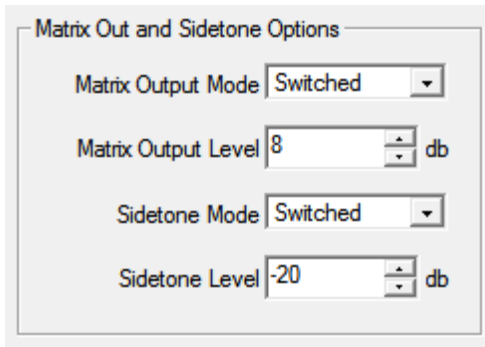 Matrix Out and Sidetone Options
Matrix Output Mode Switched
Matrix Output Level 8 db
Sidetone Mode Switched
Sidetone Level -20 db